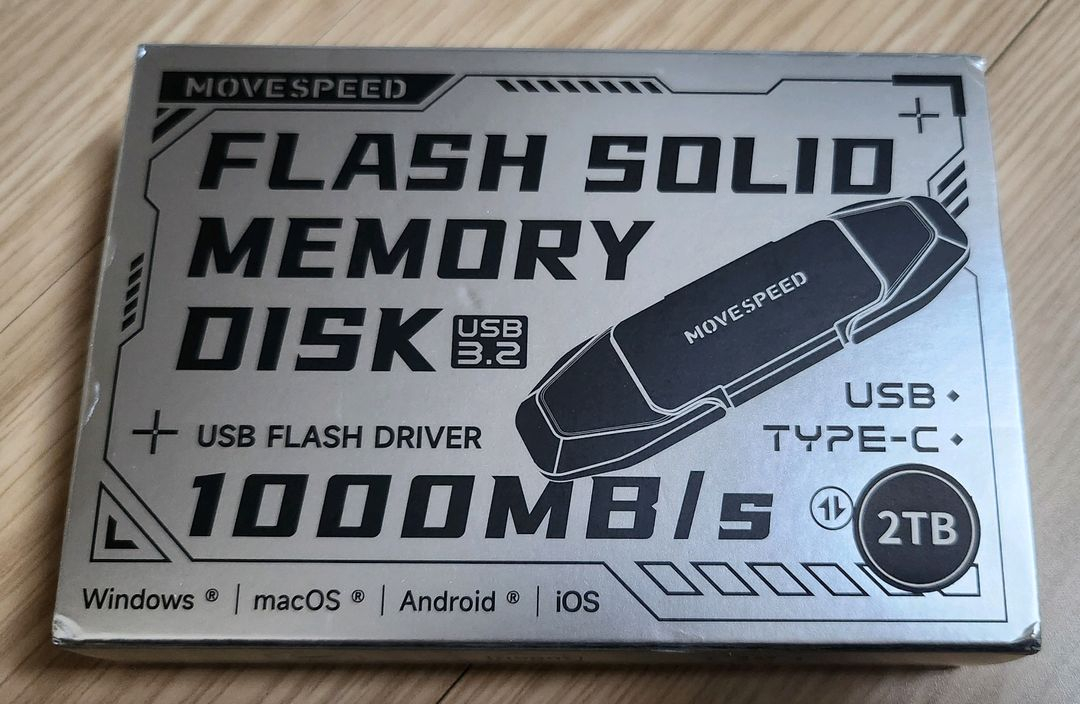 MOVESPEED
FLASH SOLID
MEMORY
DISK USB 3.2
MOVESPEED
USB
TYPE-C
USB FLASH DRIVER
1000MB/s
2TB
Windows ® | macOS ® | Android ® | iOS